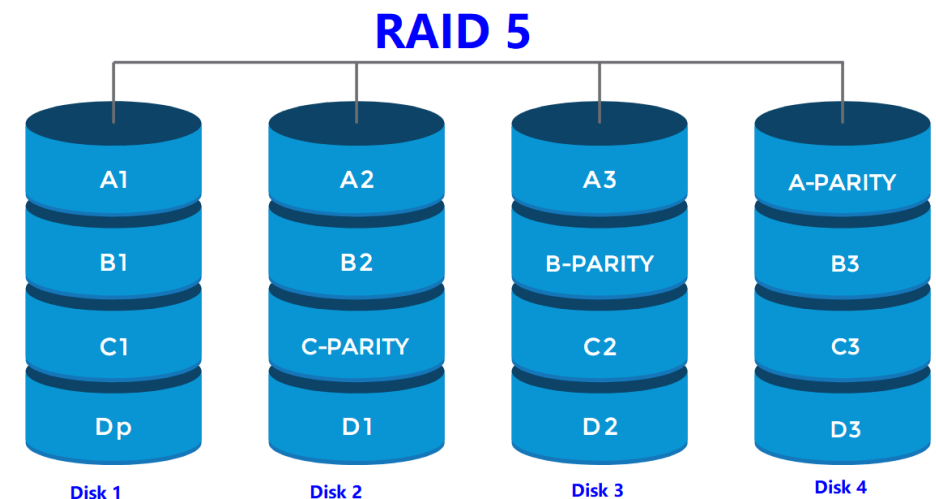 RAID 5
A1 A2 A3 A-PARITY
B1 B2 B-PARITY B3
C1 C-PARITY C2 C3
Dp D1 D2 D3
Disk 1 Disk 2 Disk 3 Disk 4